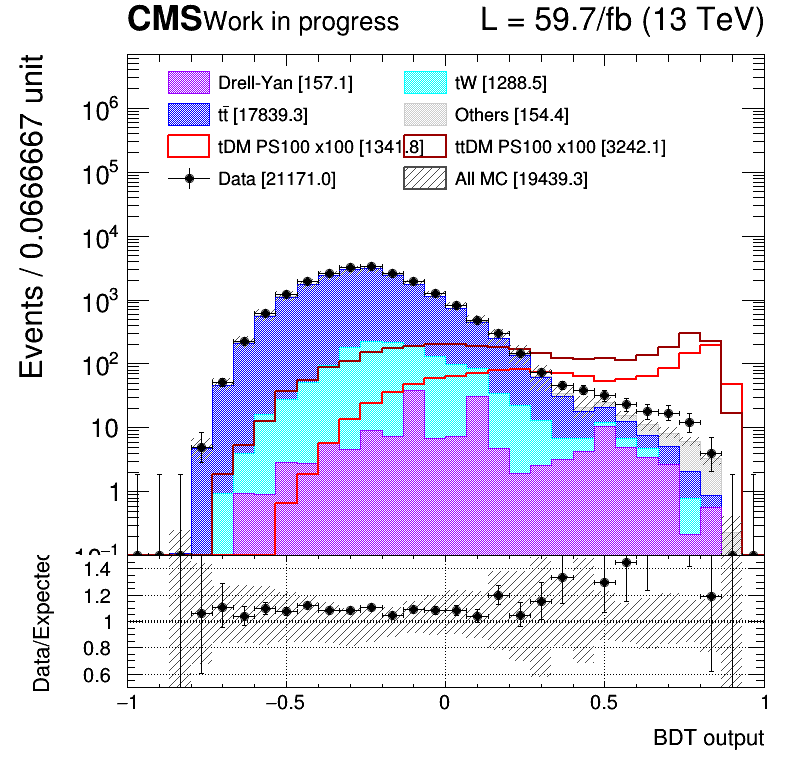 CMS Work in progress L = 59.7/fb (13 TeV)
Events / 0.0666667 unit
Drell-Yan [157.1] tW [1288.5]
tt̄ [17839.3] Others [154.4]
tDM PS100 x100 [1341.8] ttDM PS100 x100 [3242.1]
Data [21171.0] All MC [19439.3]
10⁶
10⁵
10⁴
10³
10²
10
1
10⁻¹
Data/Expected
1.4
1.2
1
0.8
0.6
−1 −0.5 0 0.5 1
BDT output